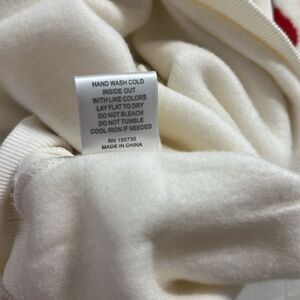 HAND WASH COLD
INSIDE OUT
WITH LIKE COLORS
LAY FLAT TO DRY
DO NOT BLEACH
DO NOT TUMBLE
COOL IRON IF NEEDED
RN 155730
MADE IN CHINA